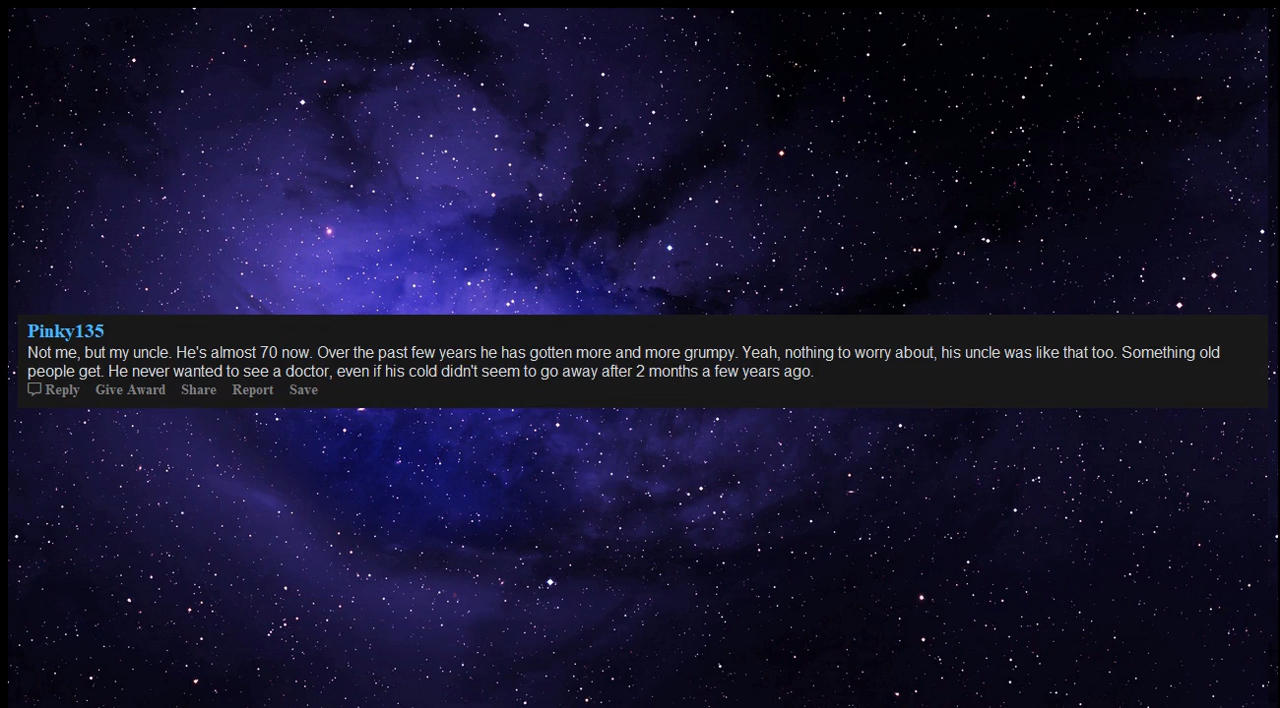 Pinky135
Not me, but my uncle. He's almost 70 now. Over the past few years he has gotten more and more grumpy. Yeah, nothing to worry about, his uncle was like that too. Something old
people get. He never wanted to see a doctor, even if his cold didn't seem to go away after 2 months a few years ago.
Reply Give Award Share Report Save